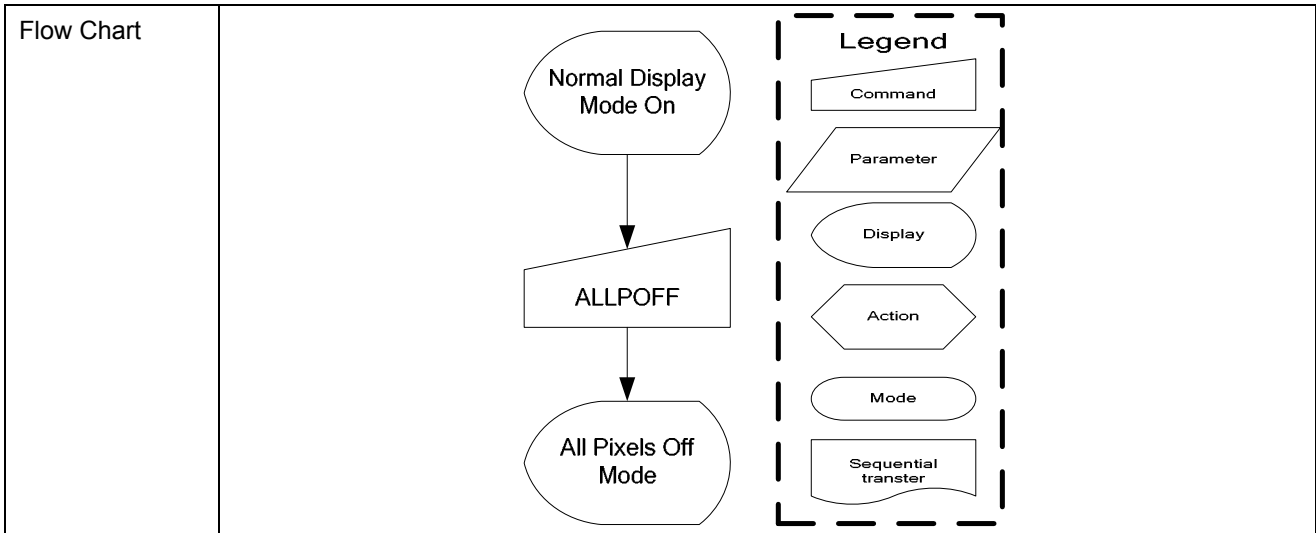 Flow Chart
Normal Display
Mode On
ALLPOFF
All Pixels Off
Mode
Legend
Command
Parameter
Display
Action
Mode
Sequential
transter